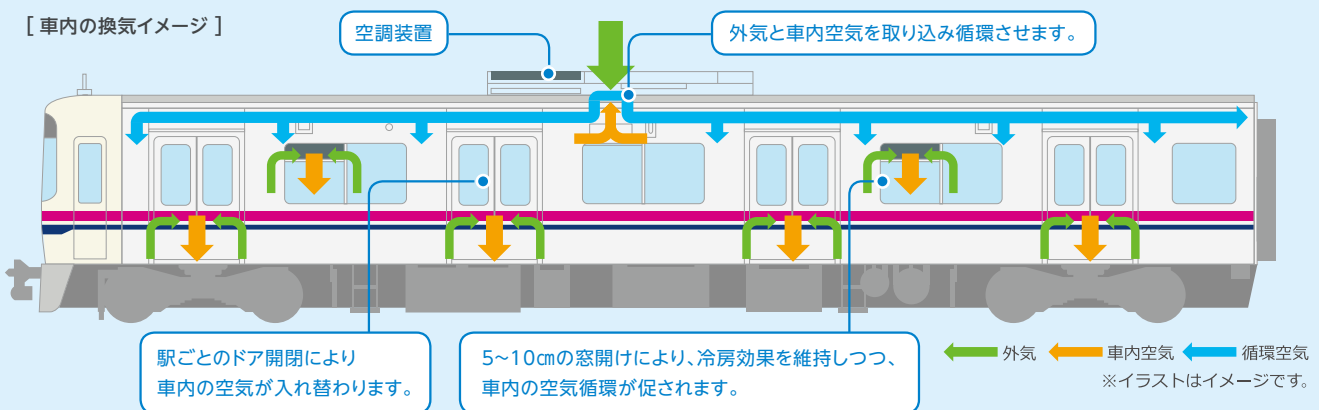 [ 車内の換気イメージ ]
空調装置
外気と車内空気を取り込み循環させます。
駅ごとのドア開閉により
車内の空気が入れ替わります。
5~10㎝の窓開けにより、冷房効果を維持しつつ、
車内の空気循環が促されます。
外気
車内空気
循環空気
※イラストはイメージです。